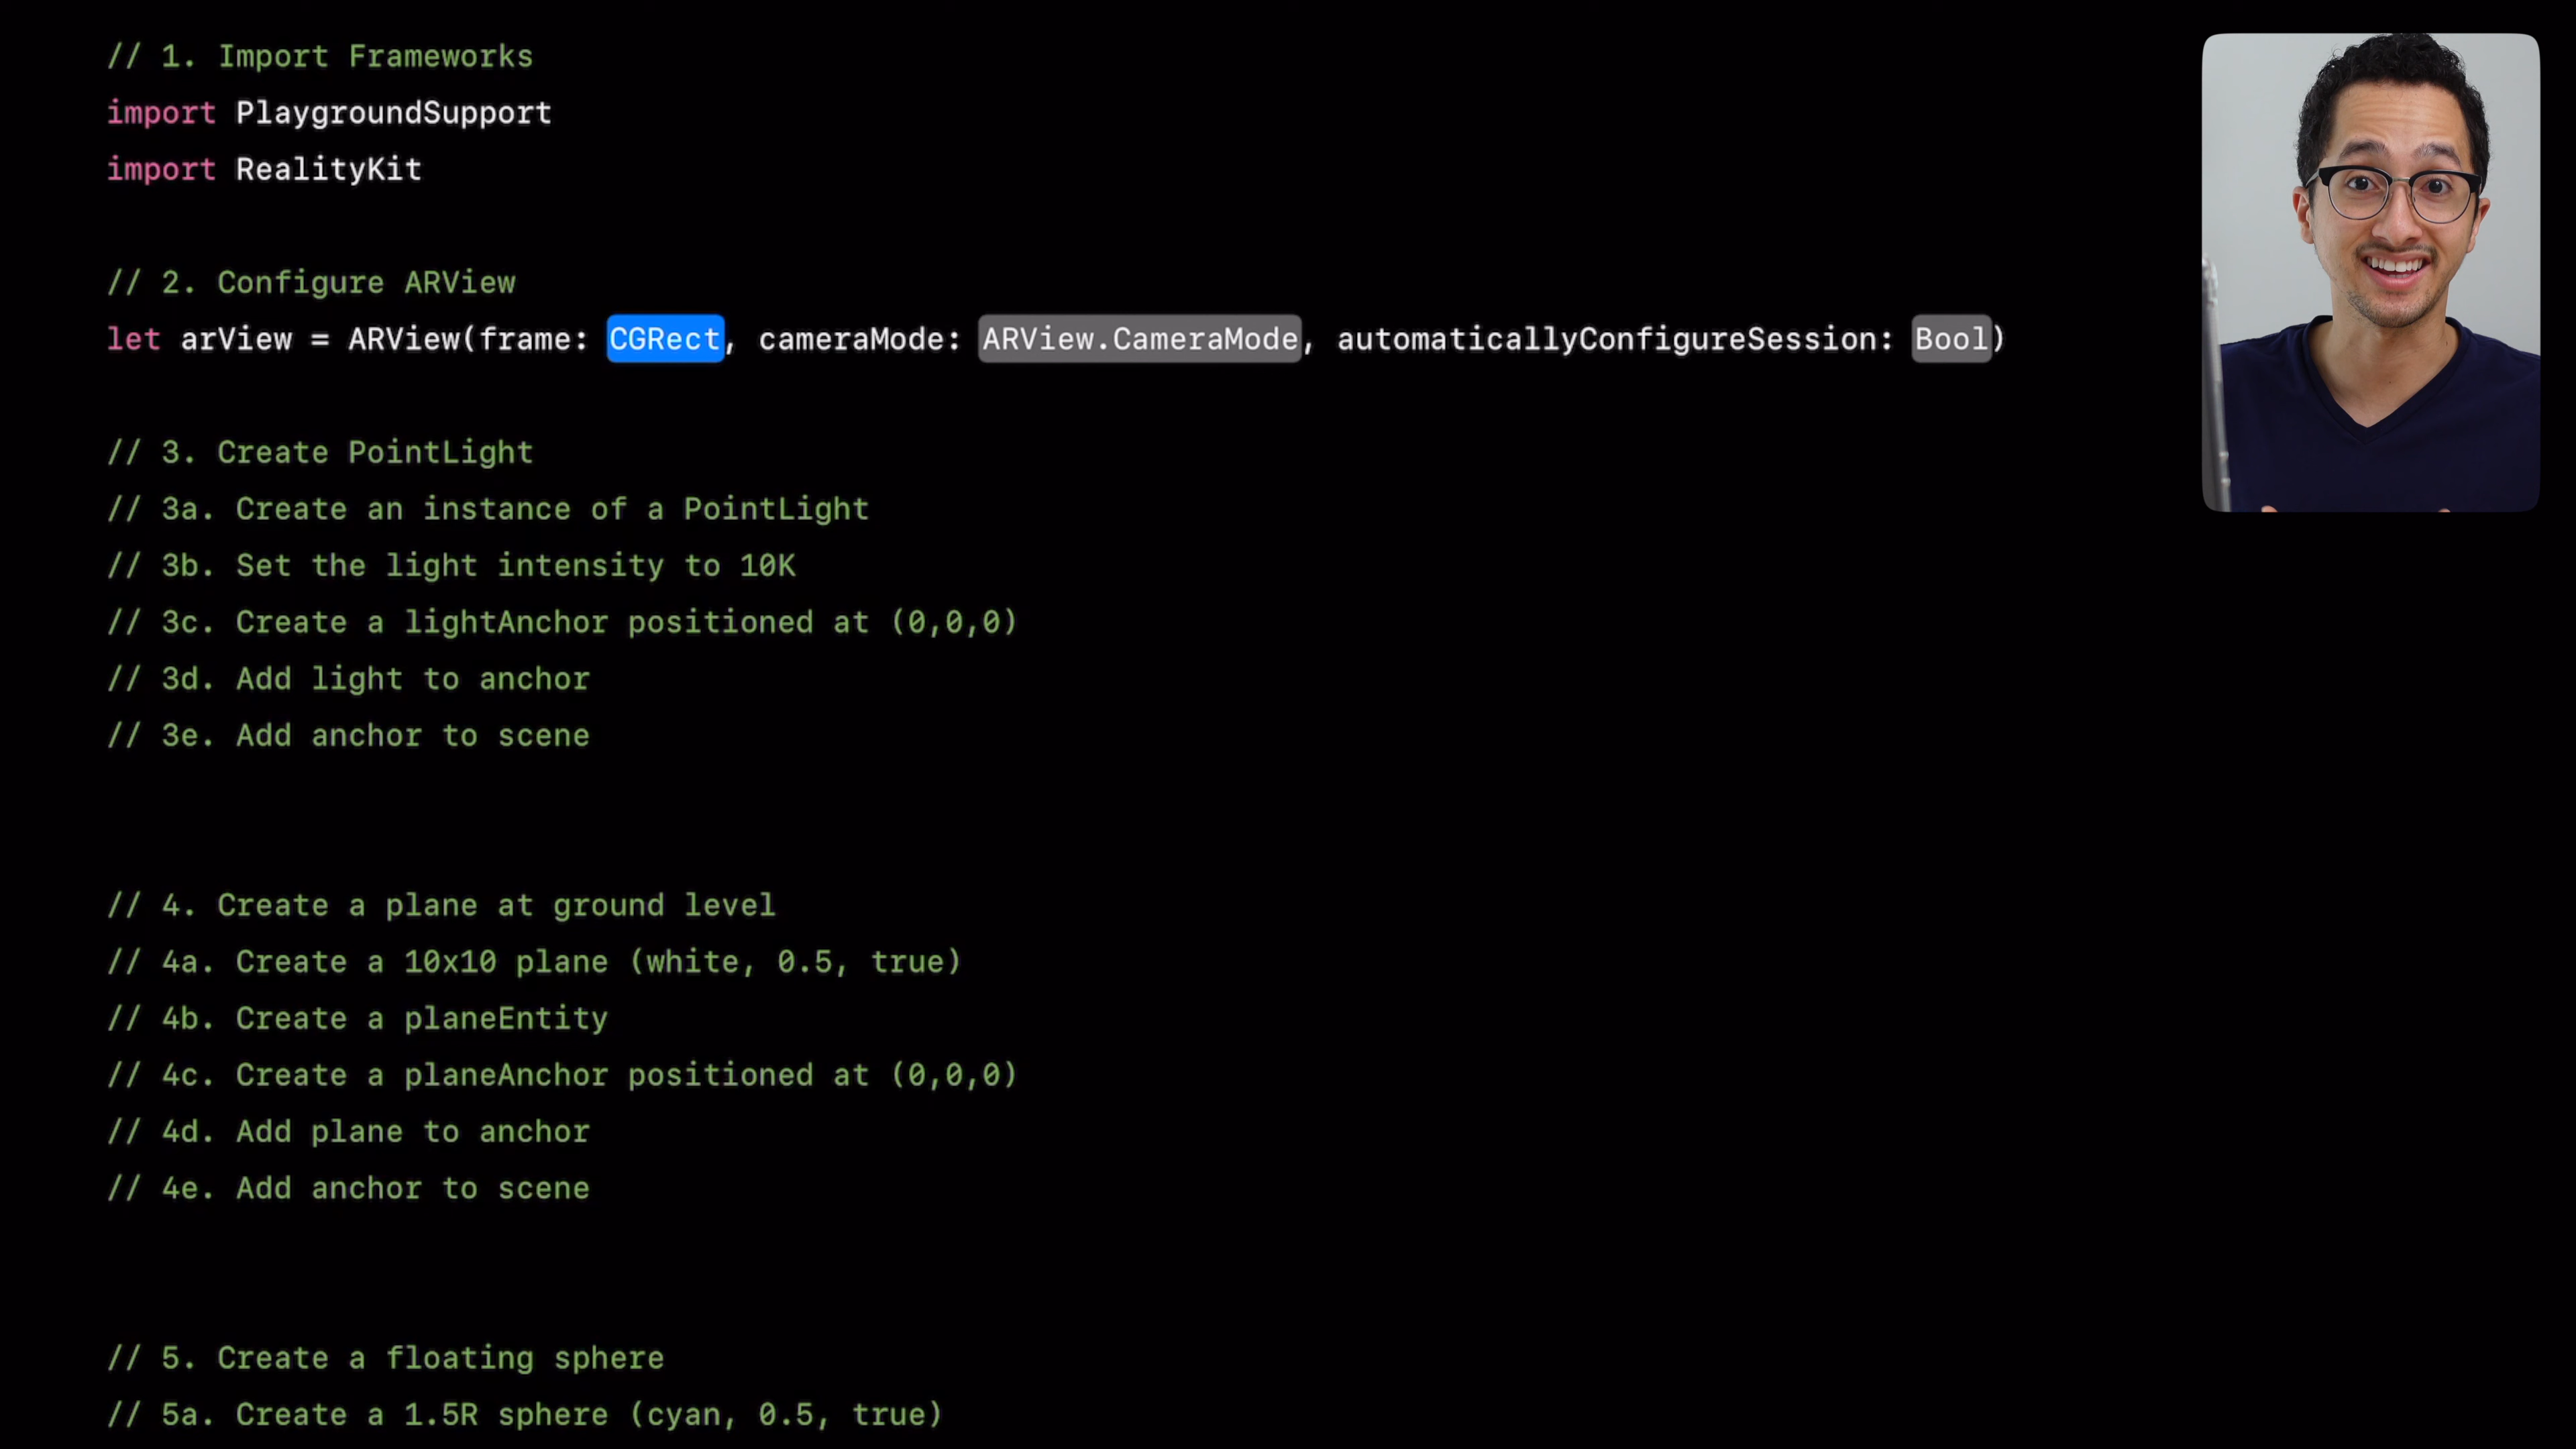 // 1. Import Frameworks
import PlaygroundSupport
import RealityKit
// 2. Configure ARView
let arView = ARView(frame: CGRect, cameraMode: ARView.CameraMode, automaticallyConfigureSession: Bool)
// 3. Create PointLight
// 3a. Create an instance of a PointLight
// 3b. Set the light intensity to 10K
// 3c. Create a lightAnchor positioned at (0,0,0)
// 3d. Add light to anchor
// 3e. Add anchor to scene
// 4. Create a plane at ground level
// 4a. Create a 10x10 plane (white, 0.5, true)
// 4b. Create a planeEntity
// 4c. Create a planeAnchor positioned at (0,0,0)
// 4d. Add plane to anchor
// 4e. Add anchor to scene
// 5. Create a floating sphere
// 5a. Create a 1.5R sphere (cyan, 0.5, true)